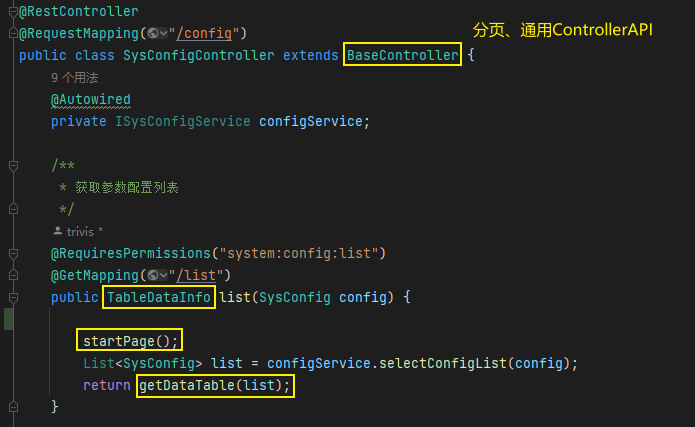 @RestController
@RequestMapping("/config")
分页、通用ControllerAPI
public class SysConfigController extends BaseController {
9 个用法
@Autowired
private ISysConfigService configService;
/**
* 获取参数配置列表
*/
trivis *
@RequiresPermissions("system:config:list")
@GetMapping("/list")
public TableDataInfo list(SysConfig config) {
startPage();
List<SysConfig> list = configService.selectConfigList(config);
return getDataTable(list);
}